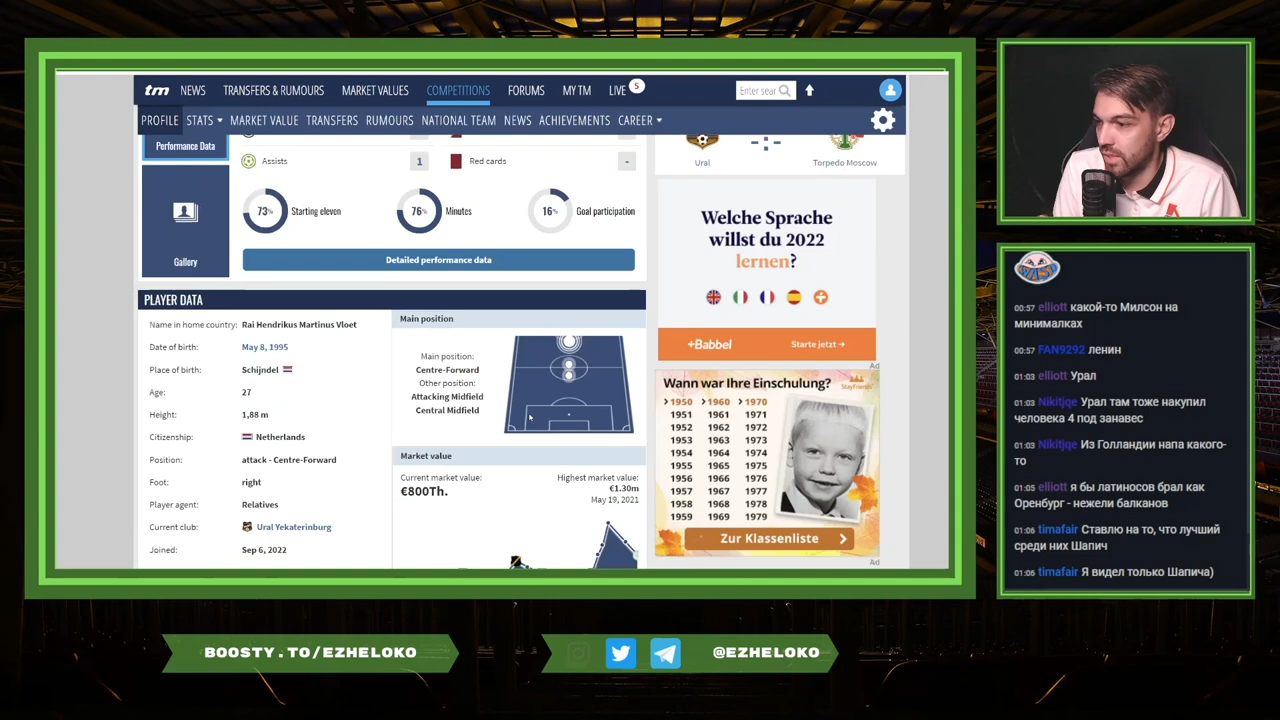 tm NEWS TRANSFERS & RUMOURS MARKET VALUES COMPETITIONS FORUMS MY TM LIVE 5 Enter sear
PROFILE STATS MARKET VALUE TRANSFERS RUMOURS NATIONAL TEAM NEWS ACHIEVEMENTS CAREER
Performance Data
Assists 1 Red cards -
73% Starting eleven 76% Minutes 16% Goal participation
Gallery
Detailed performance data
Ural -:- Torpedo Moscow
Welche Sprache
willst du 2022
lernen?
+Babbel Starte jetzt →
Ad
PLAYER DATA
Name in home country: Rai Hendrikus Martinus Vloet
Date of birth: May 8, 1995
Place of birth: Schijndel
Age: 27
Height: 1,88 m
Citizenship: Netherlands
Position: attack - Centre-Forward
Foot: right
Player agent: Relatives
Current club: Ural Yekaterinburg
Joined: Sep 6, 2022
Main position
Main position:
Centre-Forward
Other position:
Attacking Midfield
Central Midfield
Market value
Current market value:
€800Th.
Highest market value:
€1.30m
May 19, 2021
Wann war Ihre Einschulung?
StayFriends
1950 1960 1970
1951 1961 1971
1952 1962 1972
1953 1963 1973
1954 1964 1974
1955 1965 1975
1956 1966 1976
1957 1967 1977
1958 1968 1978
1959 1969 1979
Zur Klassenliste
Ad
00:57 elliott какой-то Милсон на
минималках
00:57 FAN9292 ленин
01:03 elliott Урал
01:03 Nikitjqe Урал там тоже накупил
человека 4 под занавес
01:03 Nikitjqe Из Голландии напа какого-
то
01:05 elliott я бы латиносов брал как
Оренбург - нежели балканов
01:06 timafair Ставлю на то, что лучший
среди них Шапич
01:06 timafair Я видел только Шапича)
BOOSTY.TO/EZHELOKO
@EZHELOKO